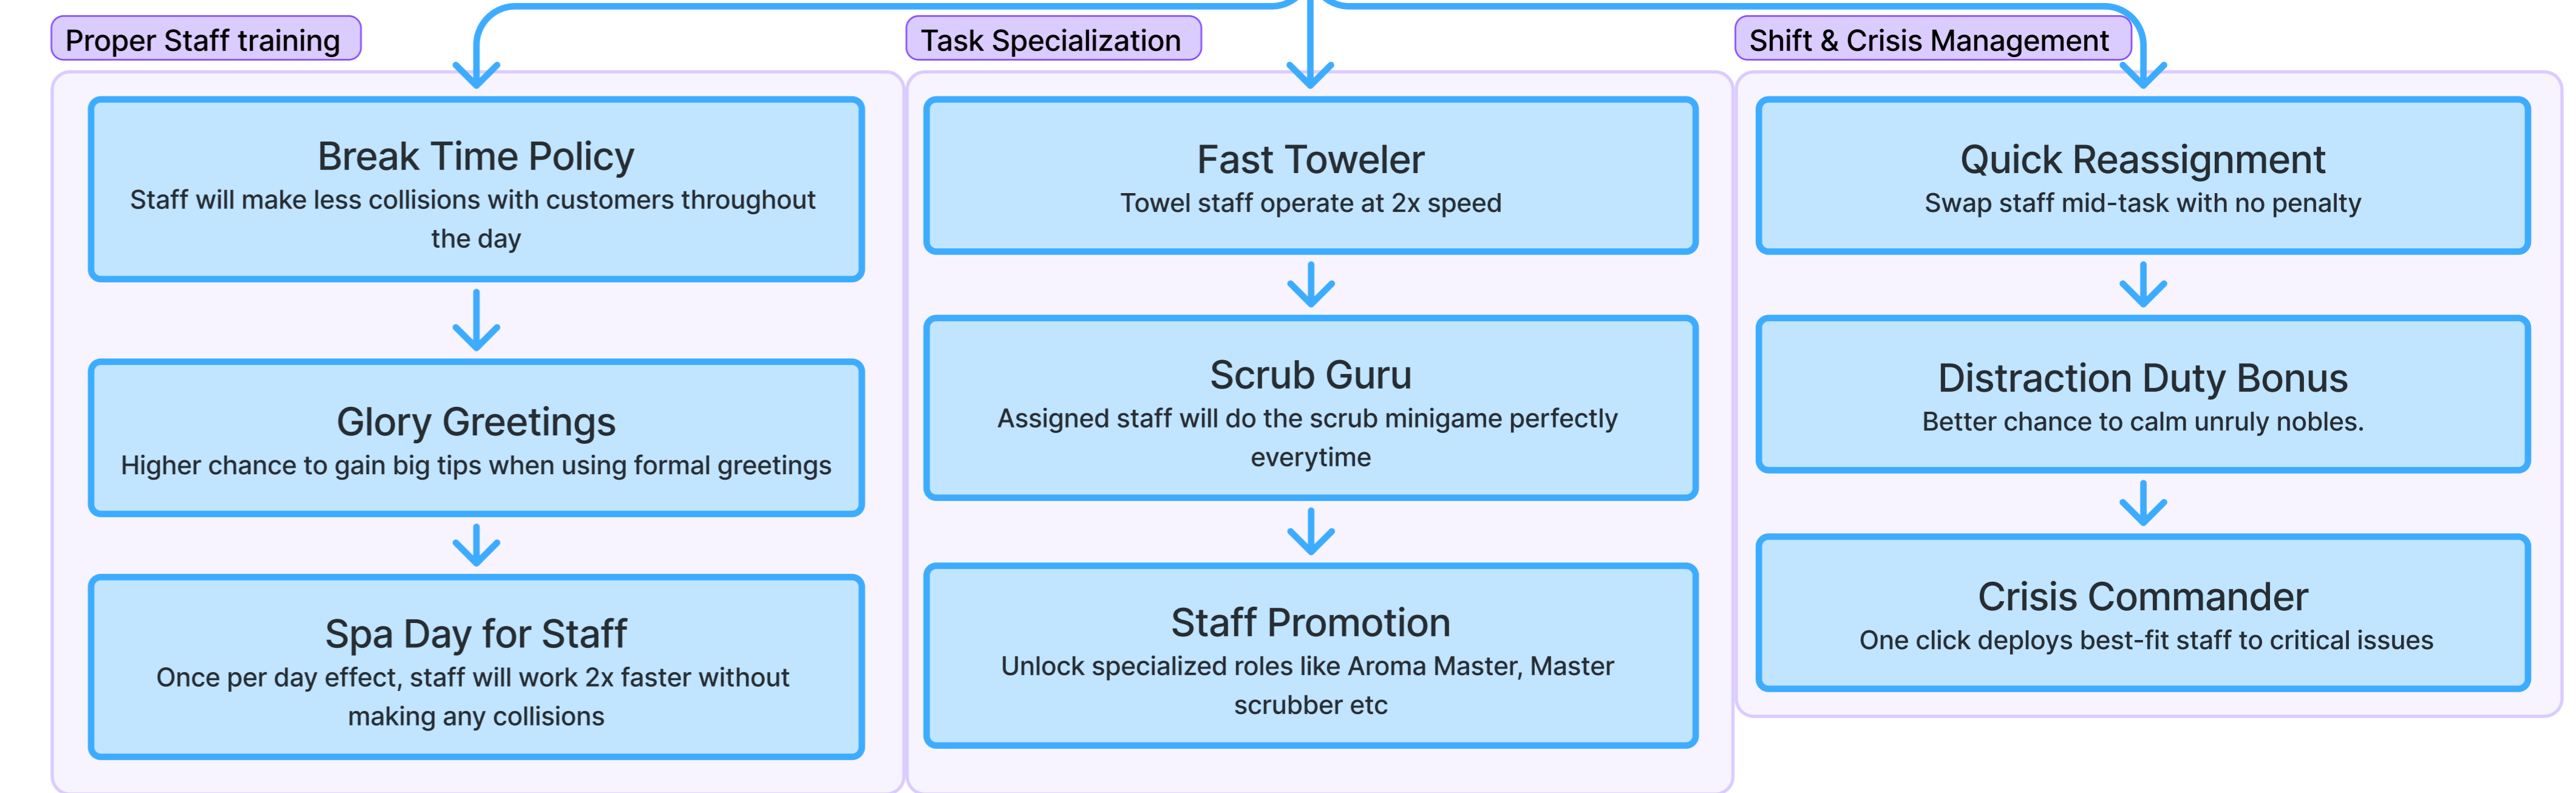 Proper Staff training
Break Time Policy
Staff will make less collisions with customers throughout
the day
Glory Greetings
Higher chance to gain big tips when using formal greetings
Spa Day for Staff
Once per day effect, staff will work 2x faster without
making any collisions
Task Specialization
Fast Toweler
Towel staff operate at 2x speed
Scrub Guru
Assigned staff will do the scrub minigame perfectly
everytime
Staff Promotion
Unlock specialized roles like Aroma Master, Master
scrubber etc
Shift & Crisis Management
Quick Reassignment
Swap staff mid-task with no penalty
Distraction Duty Bonus
Better chance to calm unruly nobles.
Crisis Commander
One click deploys best-fit staff to critical issues